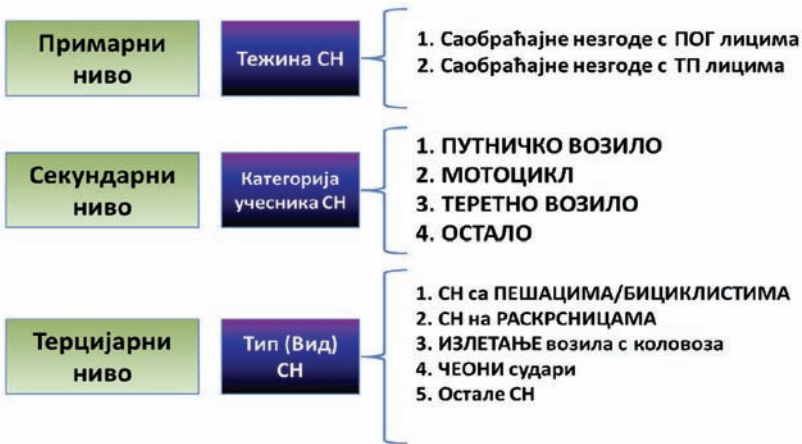 Примарни
ниво
Тежина СН
1. Саобраћајне незгоде с ПОГ лицима
2. Саобраћајне незгоде с ТП лицима
Секундарни
ниво
Категорија
учесника СН
1. ПУТНИЧКО ВОЗИЛО
2. МОТОЦИКЛ
3. ТЕРЕТНО ВОЗИЛО
4. ОСТАЛО
Терцијарни
ниво
Тип (Вид)
СН
1. СН са ПЕШАЦИМА/БИЦИКЛИСТИМА
2. СН на РАСКРСНИЦАМА
3. ИЗЛЕТАЊЕ возила с коловоза
4. ЧЕОНИ судари
5. Остале СН